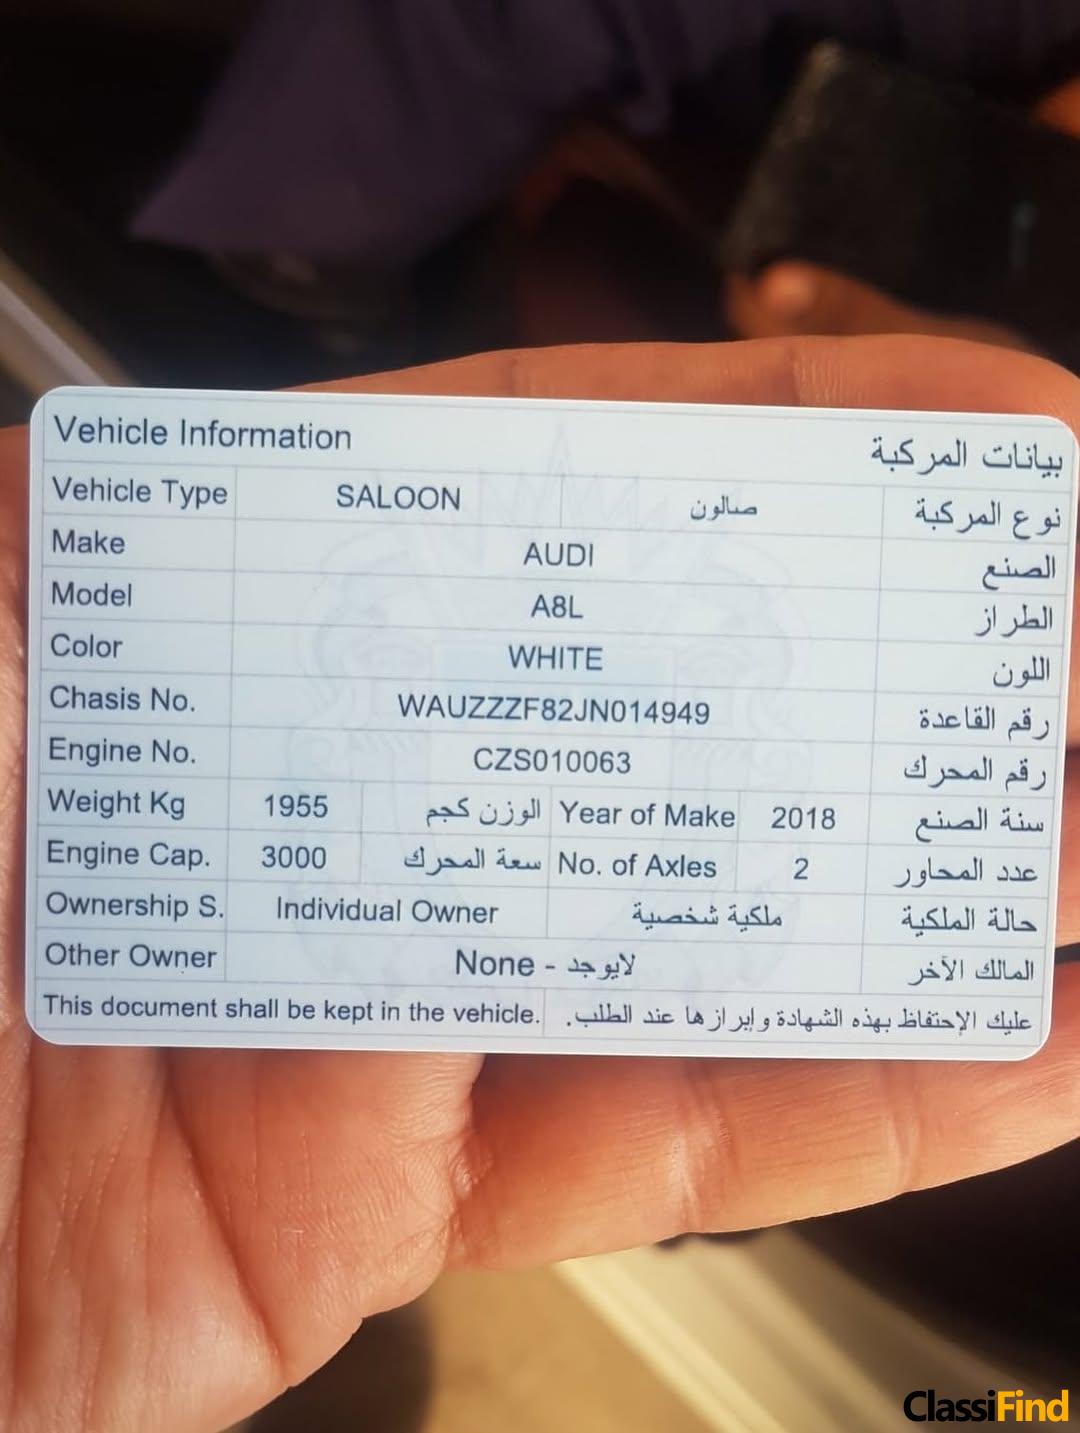 Vehicle Information بيانات المركبة
Vehicle Type SALOON صالون نوع المركبة
Make AUDI الصنع
Model A8L الطراز
Color WHITE اللون
Chasis No. WAUZZZF82JN014949 رقم القاعدة
Engine No. CZS010063 رقم المحرك
Weight Kg 1955 الوزن كجم Year of Make 2018 سنة الصنع
Engine Cap. 3000 سعة المحرك No. of Axles 2 عدد المحاور
Ownership S. Individual Owner ملكية شخصية حالة الملكية
Other Owner None - لايوجد المالك الآخر
This document shall be kept in the vehicle. عليك الإحتفاظ بهذه الشهادة وإبرازها عند الطلب.
ClassiFind